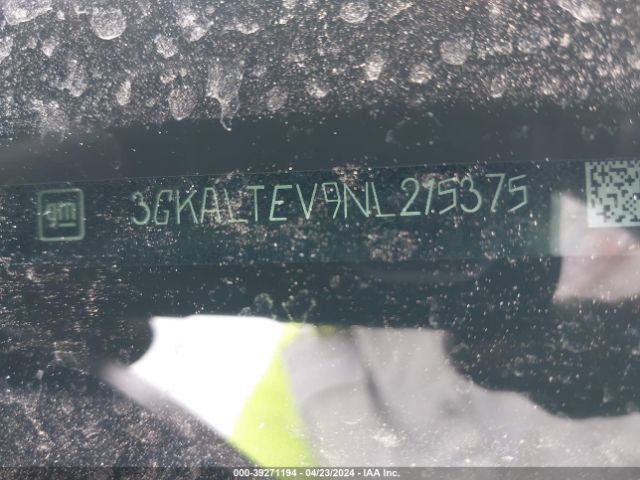 gm 3GKALTEV9NL215375
000-39271194 - 04/23/2024 - IAA Inc.